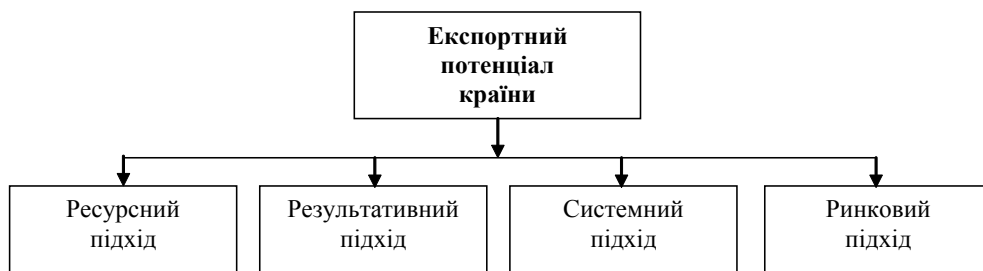 Експортний
потенціал
країни
Ресурсний
підхід
Результативний
підхід
Системний
підхід
Ринковий
підхід